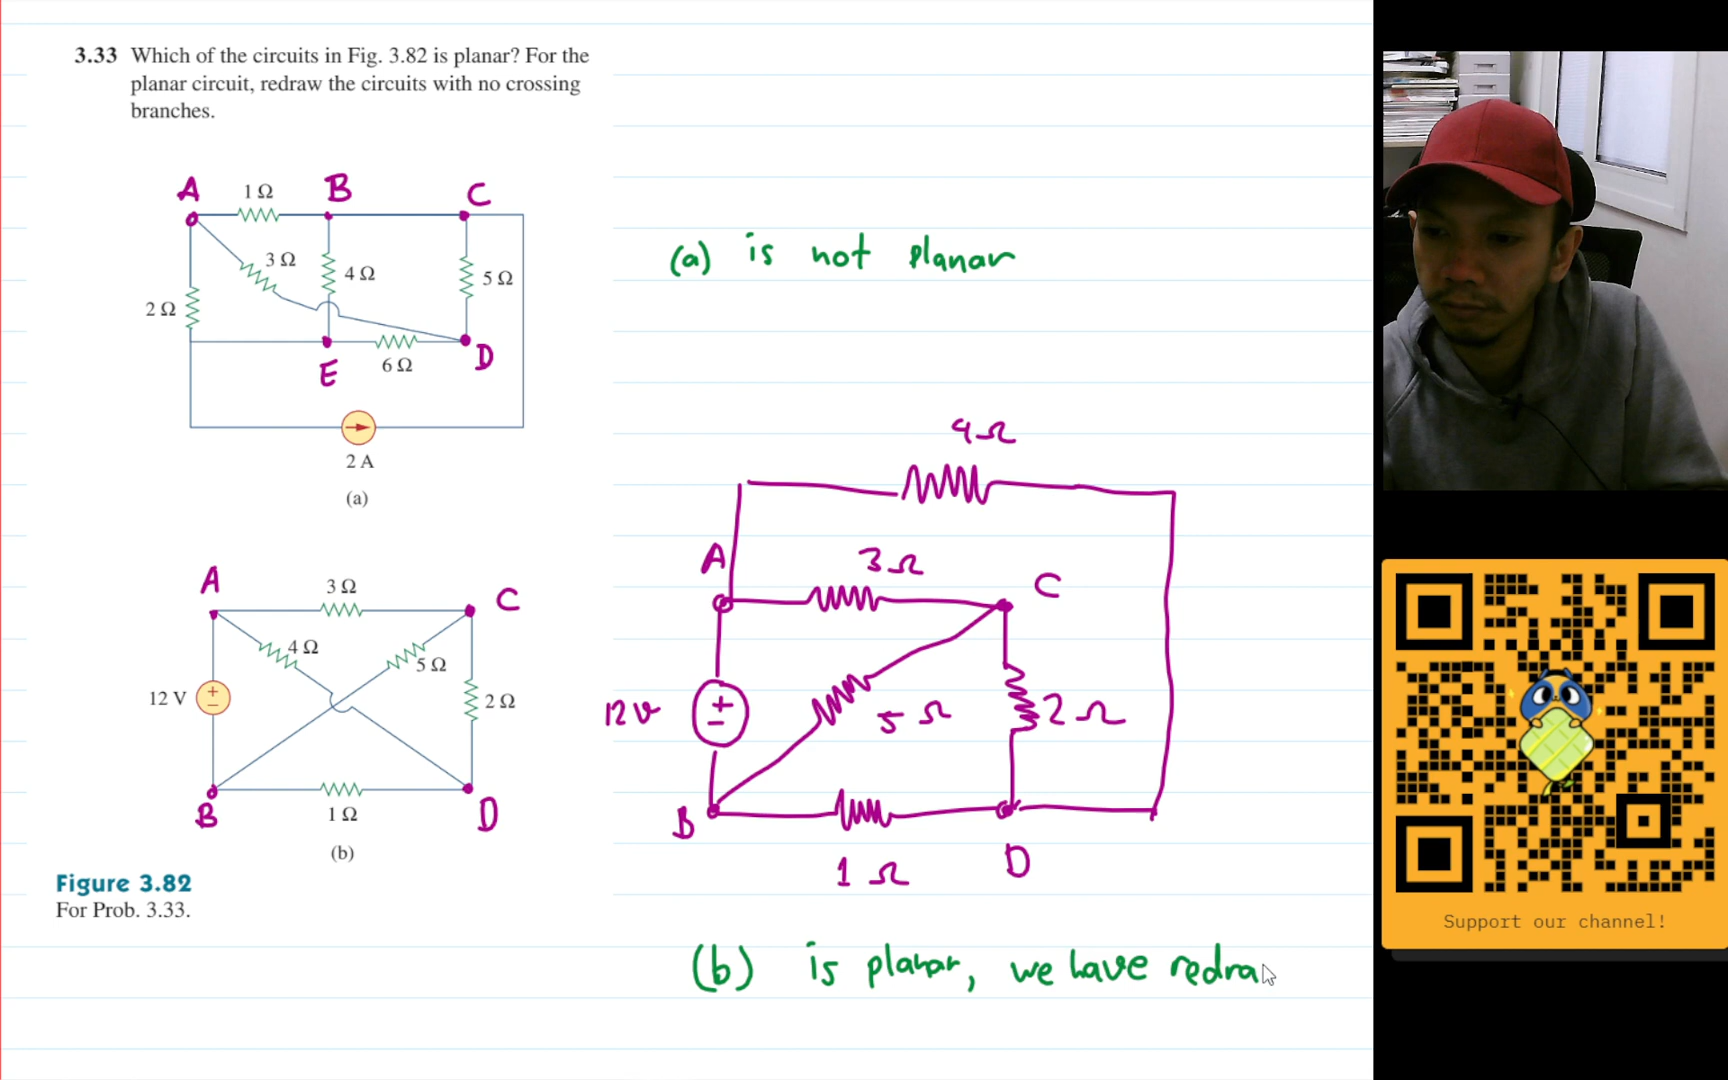 3.33 Which of the circuits in Fig. 3.82 is planar? For the
planar circuit, redraw the circuits with no crossing
branches.
A
1 Ω
B
C
3 Ω
4 Ω
5 Ω
2 Ω
E
6 Ω
D
2 A
(a)
(a) is not planar
A
3 Ω
C
4 Ω
5 Ω
12 V
+
−
2 Ω
B
1 Ω
D
(b)
Figure 3.82
For Prob. 3.33.
4Ω
A
3Ω
C
12v
+
−
5Ω
2Ω
B
1Ω
D
(b) is planar, we have redra
Support our channel!